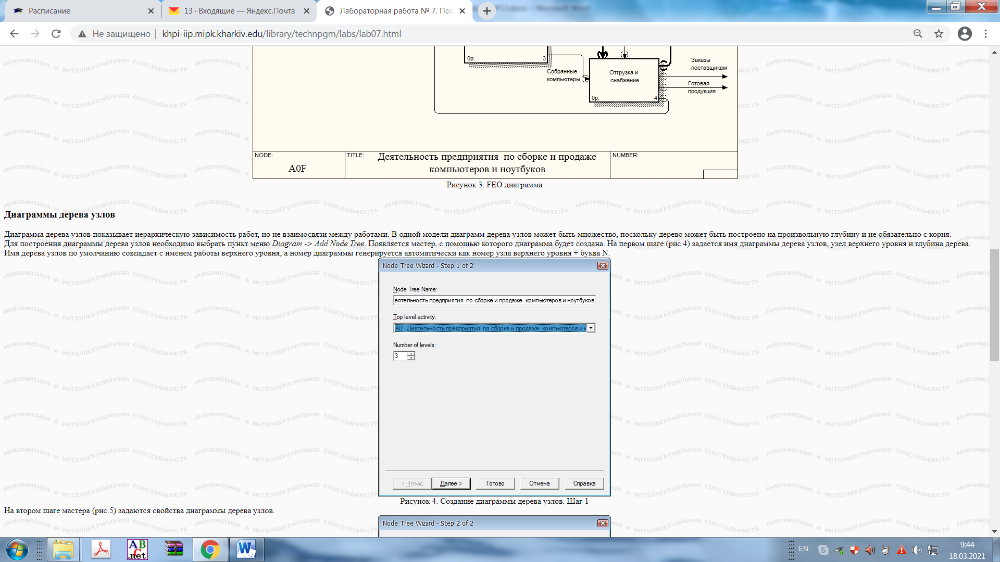 Расписание
13 · Входящие — Яндекс.Почта
Лабораторная работа № 7. Пос
Не защищено
khpi-iip.mipk.kharkiv.edu/library/technpgm/labs/lab07.html
0р.
3
Собранные
компьютеры
Отгрузка и
снабжение
0р.
4
Заказы
поставщикам
Готовая
продукция
NODE:
A0F
TITLE:
Деятельность предприятия по сборке и продаже
компьютеров и ноутбуков
NUMBER:
Рисунок 3. FEO диаграмма
Диаграммы дерева узлов
Диаграмма дерева узлов показывает иерархическую зависимость работ, но не взаимосвязи между работами. В одной модели диаграмм дерева узлов может быть множество, поскольку дерево может быть построено на произвольную глубину и не обязательно с корня.
Для построения диаграммы дерева узлов необходимо выбрать пункт меню Diagram -> Add Node Tree. Появляется мастер, с помощью которого диаграмма будет создана. На первом шаге (рис.4) задается имя диаграммы дерева узлов, узел верхнего уровня и глубина дерева.
Имя дерева узлов по умолчанию совпадает с именем работы верхнего уровня, а номер диаграммы генерируется автоматически как номер узла верхнего уровня + буква N.
Node Tree Wizard - Step 1 of 2
Node Tree Name:
еятельность предприятия по сборке и продаже компьютеров и ноутбуков
Top level activity:
A0: Деятельность предприятия по сборке и продаже компьютеров и н
Number of levels:
3
< Назад
Далее >
Готово
Отмена
Справка
Рисунок 4. Создание диаграммы дерева узлов. Шаг 1
На втором шаге мастера (рис.5) задаются свойства диаграммы дерева узлов.
Node Tree Wizard - Step 2 of 2
AB
C
.net
EN
9:44
18.03.2021